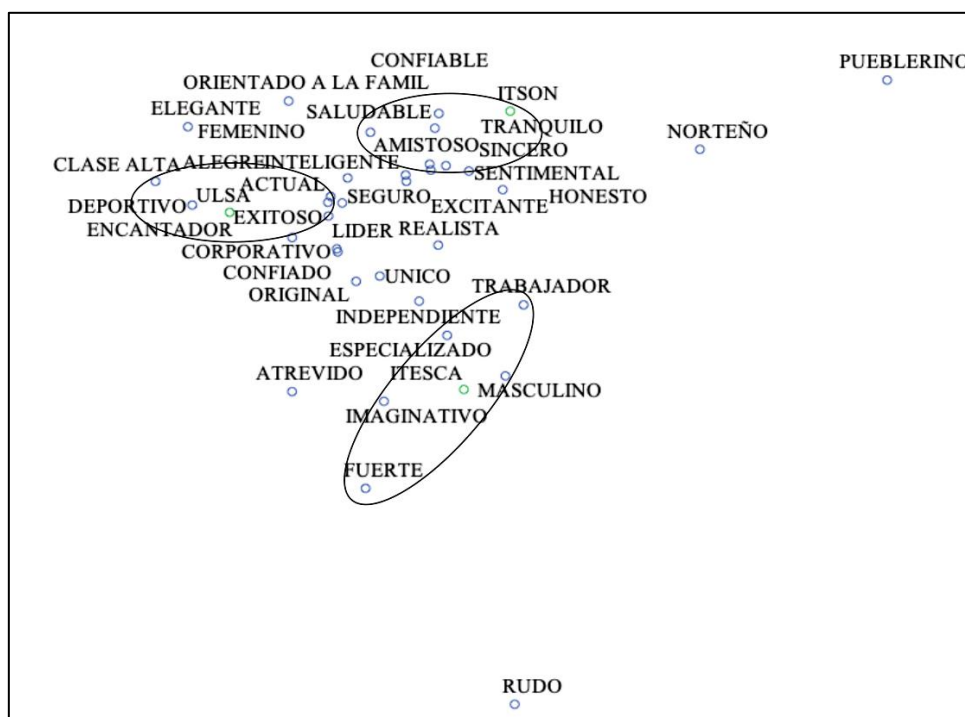 CONFIABLE
PUEBLERINO
ORIENTADO A LA FAMIL
ITSON
ELEGANTE
SALUDABLE
FEMENINO
TRANQUILO
NORTEÑO
AMISTOSO
SINCERO
CLASE ALTA
ALEGRE
INTELIGENTE
SENTIMENTAL
ACTUAL
ULSA
SEGURO
HONESTO
DEPORTIVO
EXCITANTE
EXITOSO
ENCANTADOR
LIDER
REALISTA
CORPORATIVO
CONFIADO
UNICO
TRABAJADOR
ORIGINAL
INDEPENDIENTE
ESPECIALIZADO
ATREVIDO
ITESCA
MASCULINO
IMAGINATIVO
FUERTE
RUDO